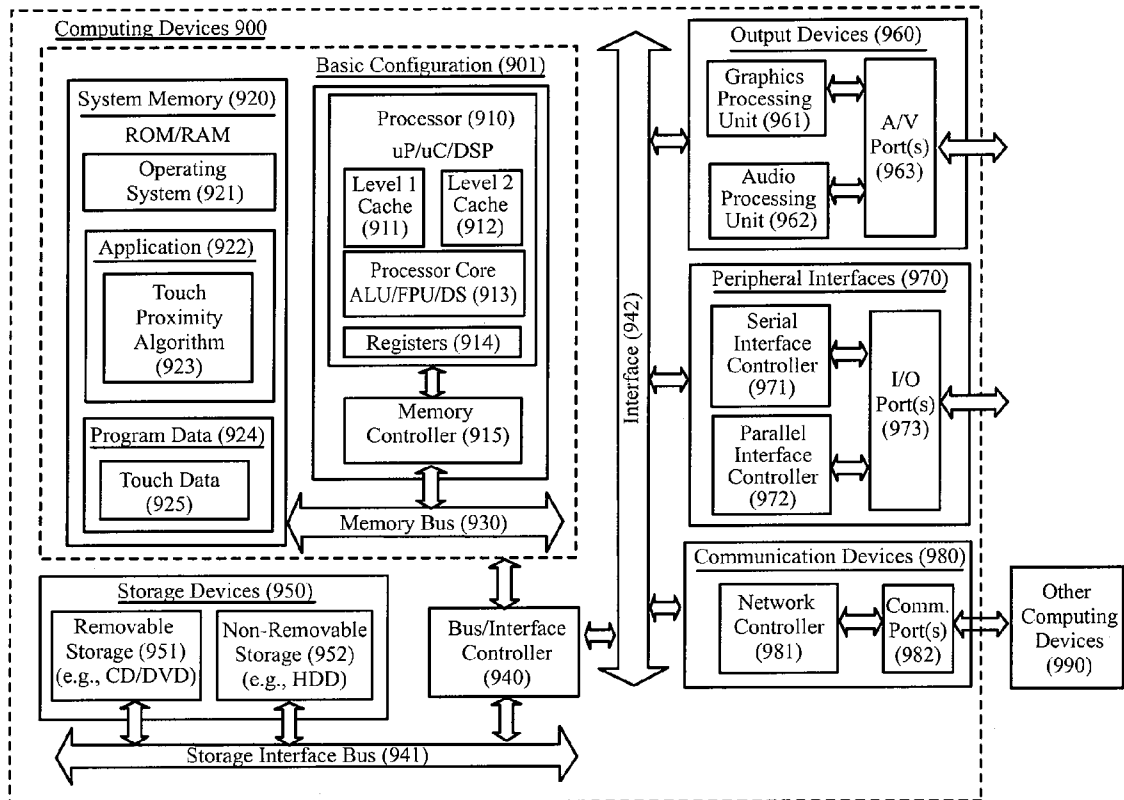 Computing Devices 900
Basic Configuration (901)
System Memory (920)
ROM/RAM
Operating
System (921)
Application (922)
Touch
Proximity
Algorithm
(923)
Program Data (924)
Touch Data
(925)
Processor (910)
uP/uC/DSP
Level 1
Cache
(911)
Level 2
Cache
(912)
Processor Core
ALU/FPU/DS (913)
Registers (914)
Memory
Controller (915)
Memory Bus (930)
Storage Devices (950)
Removable
Storage (951)
(e.g., CD/DVD)
Non-Removable
Storage (952)
(e.g., HDD)
Bus/Interface
Controller
(940)
Storage Interface Bus (941)
Interface (942)
Output Devices (960)
Graphics
Processing
Unit (961)
Audio
Processing
Unit (962)
A/V
Port(s)
(963)
Peripheral Interfaces (970)
Serial
Interface
Controller
(971)
Parallel
Interface
Controller
(972)
I/O
Port(s)
(973)
Communication Devices (980)
Network
Controller
(981)
Comm.
Port(s)
(982)
Other
Computing
Devices
(990)